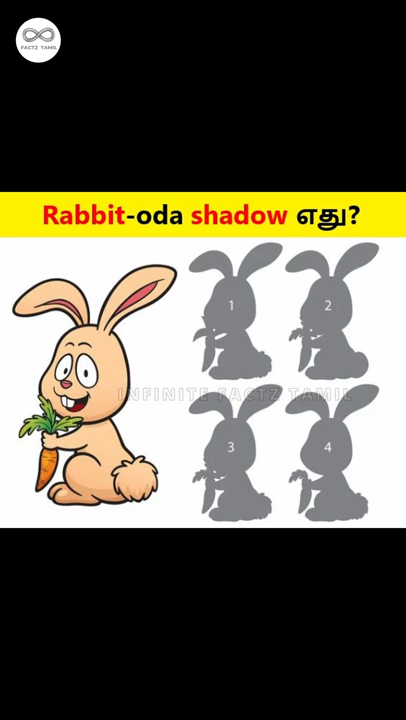 FACTZ TAMIL
Rabbit-oda shadow எது?
1
2
INFINITE FACTZ TAMIL
3
4